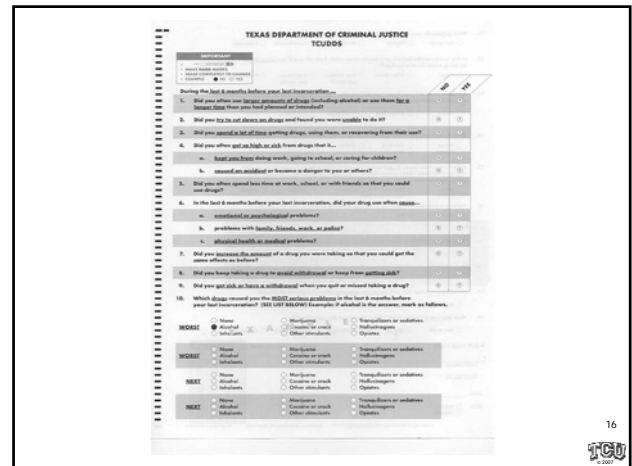 TEXAS DEPARTMENT OF CRIMINAL JUSTICE
TCUDDS
IMPORTANT
• MAKE DARK MARKS
• ERASE COMPLETELY TO CHANGE
• EXAMPLE: NO YES
NO YES
During the last 6 months before your last incarceration...
1. Did you often use larger amounts of drugs (including alcohol) or use them for a
longer time than you had planned or intended?
2. Did you try to cut down on drugs and found you were unable to do it?
3. Did you spend a lot of time getting drugs, using them, or recovering from their use?
4. Did you often get so high or sick from drugs that it...
a. kept you from doing work, going to school, or caring for children?
b. caused an accident or became a danger to you or others?
5. Did you often spend less time at work, school, or with friends so that you could
use drugs?
6. In the last 6 months before your last incarceration, did your drug use often cause...
a. emotional or psychological problems?
b. problems with family, friends, work, or police?
c. physical health or medical problems?
7. Did you increase the amount of a drug you were taking so that you could get the
same effects as before?
8. Did you keep taking a drug to avoid withdrawal or keep from getting sick?
9. Did you get sick or have a withdrawal when you quit or missed taking a drug?
10. Which drugs caused you the MOST serious problems in the last 6 months before
your last incarceration? [SEE LIST BELOW] Example: if alcohol is the answer, mark as follows.
None Marijuana Tranquilizers or sedatives
WORST Alcohol Cocaine or crack Hallucinogens
Inhalants Other stimulants Opiates
None Marijuana Tranquilizers or sedatives
WORST Alcohol Cocaine or crack Hallucinogens
Inhalants Other stimulants Opiates
None Marijuana Tranquilizers or sedatives
NEXT Alcohol Cocaine or crack Hallucinogens
Inhalants Other stimulants Opiates
None Marijuana Tranquilizers or sedatives
NEXT Alcohol Cocaine or crack Hallucinogens
Inhalants Other stimulants Opiates
16
TCU
© 2007